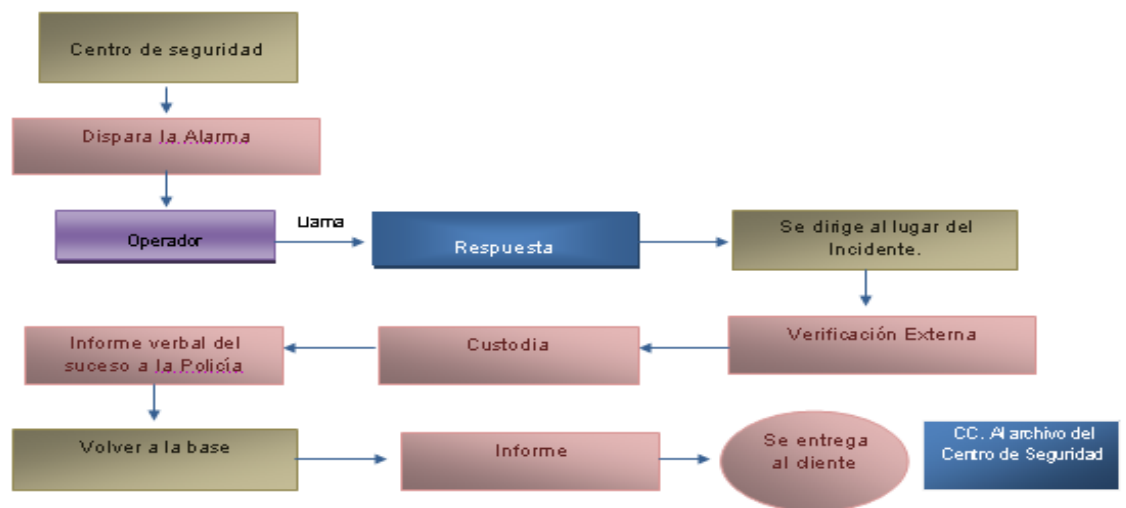 Centro de seguridad
Dispara la Alarma
Operador
Llama
Respuesta
Se dirige al lugar del
Incidente.
Verificación Externa
Custodia
Informe verbal del
suceso a la Policía
Volver a la base
Informe
Se entrega
al cliente
CC. Al archivo del
Centro de Seguridad